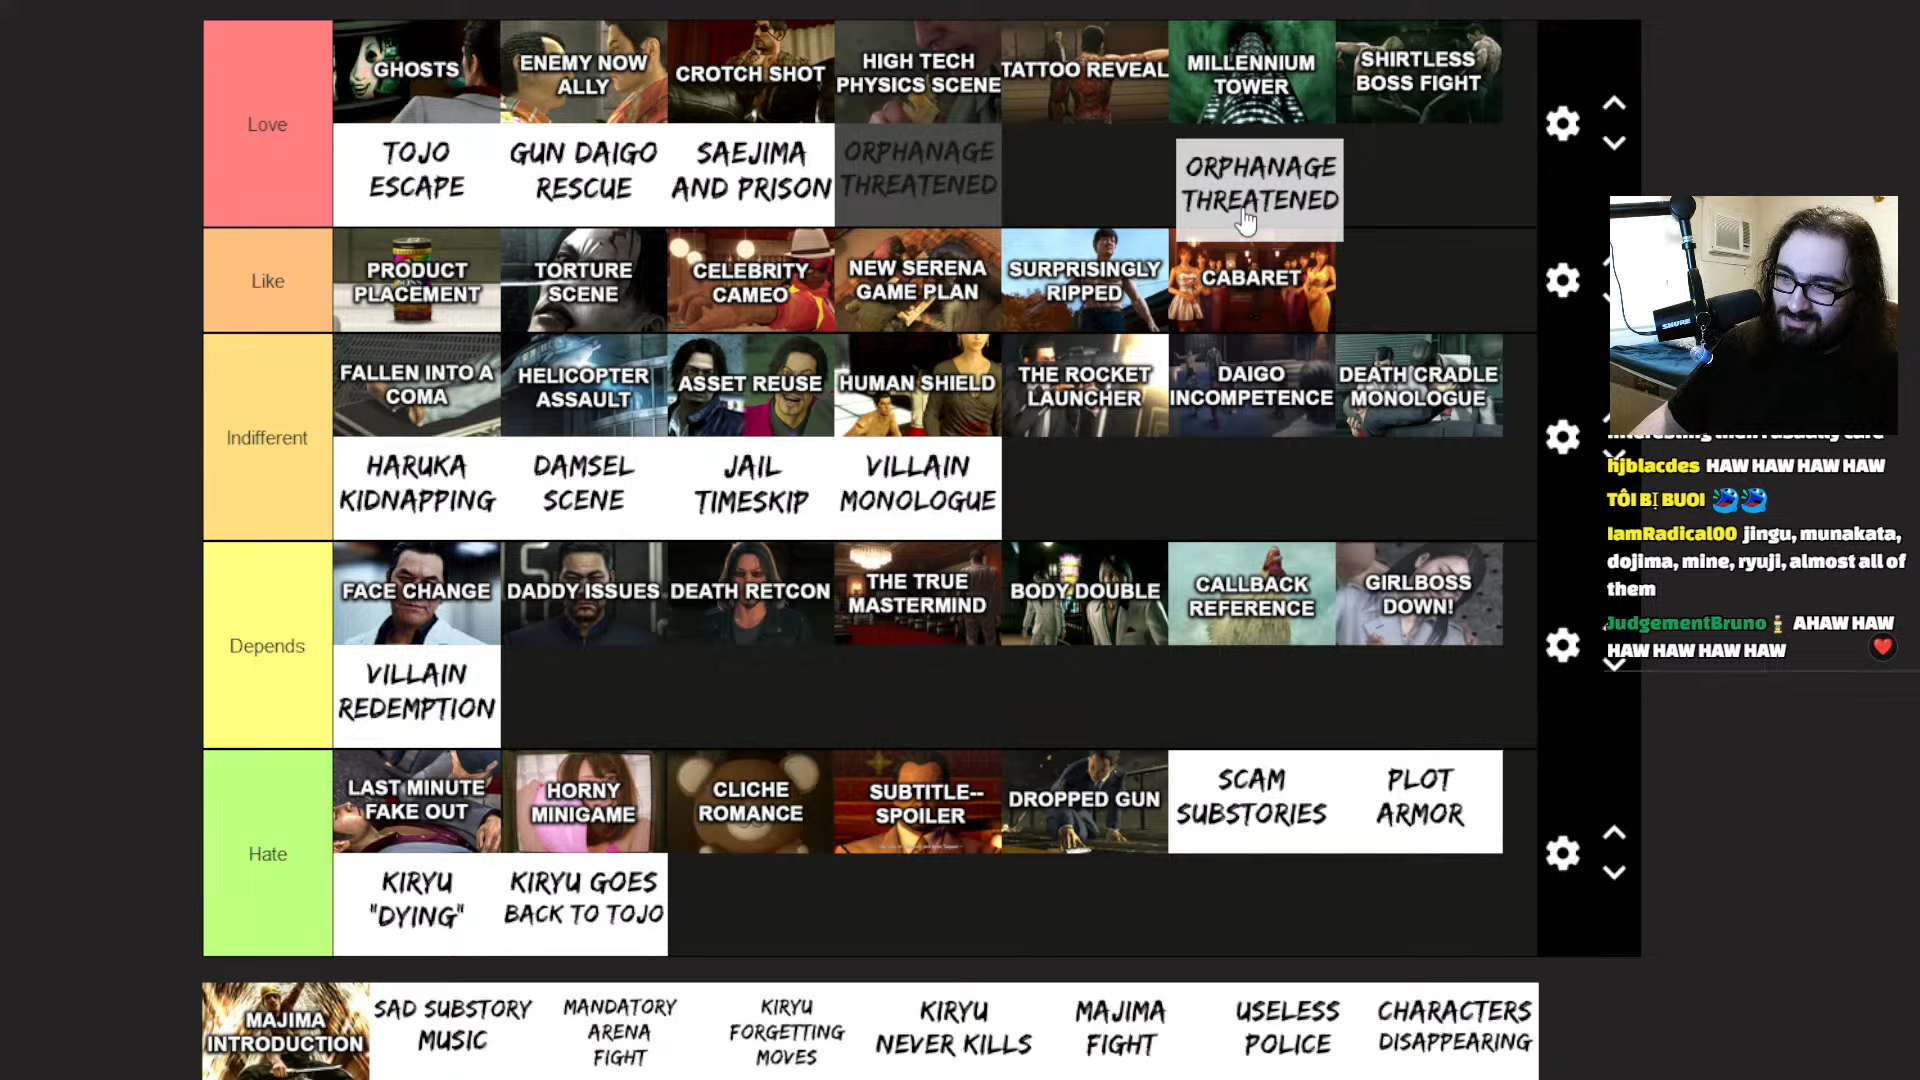 Love
GHOSTS
ENEMY NOW
ALLY
CROTCH SHOT
HIGH TECH
PHYSICS SCENE
TATTOO REVEAL
MILLENNIUM
TOWER
SHIRTLESS
BOSS FIGHT
TOJO
ESCAPE
GUN DAIGO
RESCUE
SAEJIMA
AND PRISON
ORPHANAGE
THREATENED
ORPHANAGE
THREATENED
Like
PRODUCT
PLACEMENT
TORTURE
SCENE
CELEBRITY
CAMEO
NEW SERENA
GAME PLAN
SURPRISINGLY
RIPPED
CABARET
Indifferent
FALLEN INTO A
COMA
HELICOPTER
ASSAULT
ASSET REUSE
HUMAN SHIELD
THE ROCKET
LAUNCHER
DAIGO
INCOMPETENCE
DEATH CRADLE
MONOLOGUE
HARUKA
KIDNAPPING
DAMSEL
SCENE
JAIL
TIMESKIP
VILLAIN
MONOLOGUE
Depends
FACE CHANGE
DADDY ISSUES
DEATH RETCON
THE TRUE
MASTERMIND
BODY DOUBLE
CALLBACK
REFERENCE
GIRLBOSS
DOWN!
VILLAIN
REDEMPTION
Hate
LAST MINUTE
FAKE OUT
HORNY
MINIGAME
CLICHE
ROMANCE
SUBTITLE--
SPOILER
DROPPED GUN
SCAM
SUBSTORIES
PLOT
ARMOR
KIRYU
"DYING"
KIRYU GOES
BACK TO TOJO
MAJIMA
INTRODUCTION
SAD SUBSTORY
MUSIC
MANDATORY
ARENA
FIGHT
KIRYU
FORGETTING
MOVES
KIRYU
NEVER KILLS
MAJIMA
FIGHT
USELESS
POLICE
CHARACTERS
DISAPPEARING
SHURE
hjblacdes HAW HAW HAW HAW
TÔI BỊ BUOI
IamRadical00 jingu, munakata,
dojima, mine, ryuji, almost all of
them
JudgementBruno AHAW HAW
HAW HAW HAW HAW